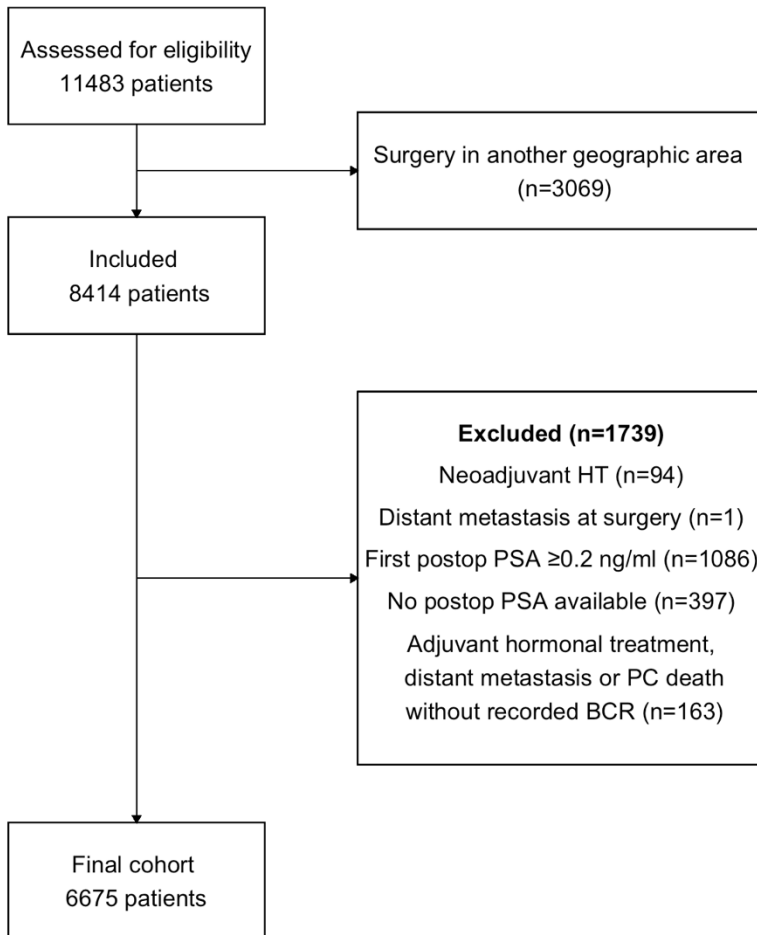 Assessed for eligibility
11483 patients
Surgery in another geographic area
(n=3069)
Included
8414 patients
Excluded (n=1739)
Neoadjuvant HT (n=94)
Distant metastasis at surgery (n=1)
First postop PSA ≥0.2 ng/ml (n=1086)
No postop PSA available (n=397)
Adjuvant hormonal treatment,
distant metastasis or PC death
without recorded BCR (n=163)
Final cohort
6675 patients